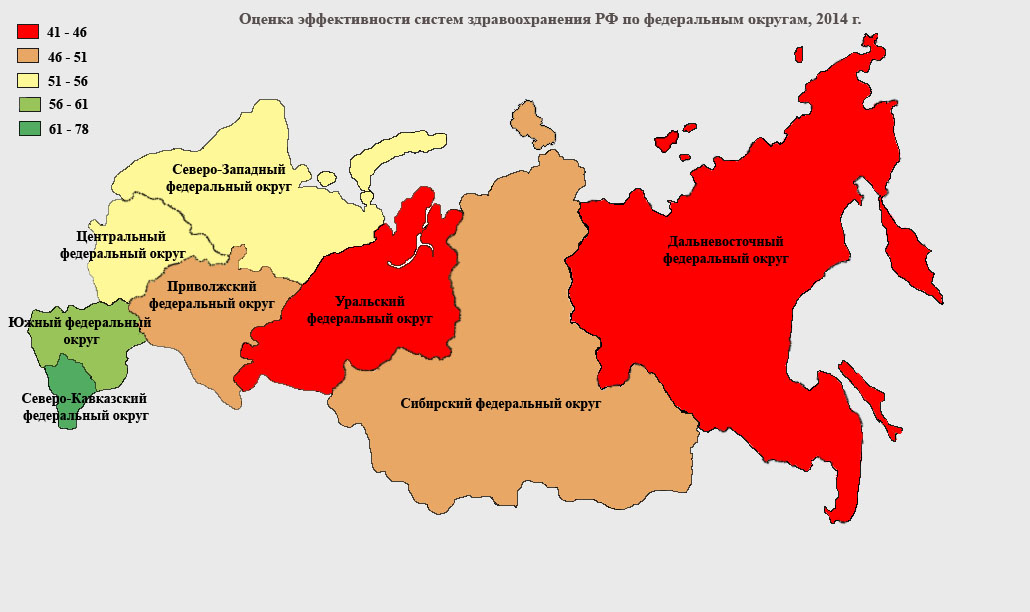 Оценка эффективности систем здравоохранения РФ по федеральным округам, 2014 г.
41 - 46
46 - 51
51 - 56
56 - 61
61 - 78
Северо-Западный
федеральный округ
Центральный
федеральный округ
Приволжский
федеральный округ
Уральский
федеральный округ
Дальневосточный
федеральный округ
Южный федеральный
округ
Северо-Кавказский
федеральный округ
Сибирский федеральный округ